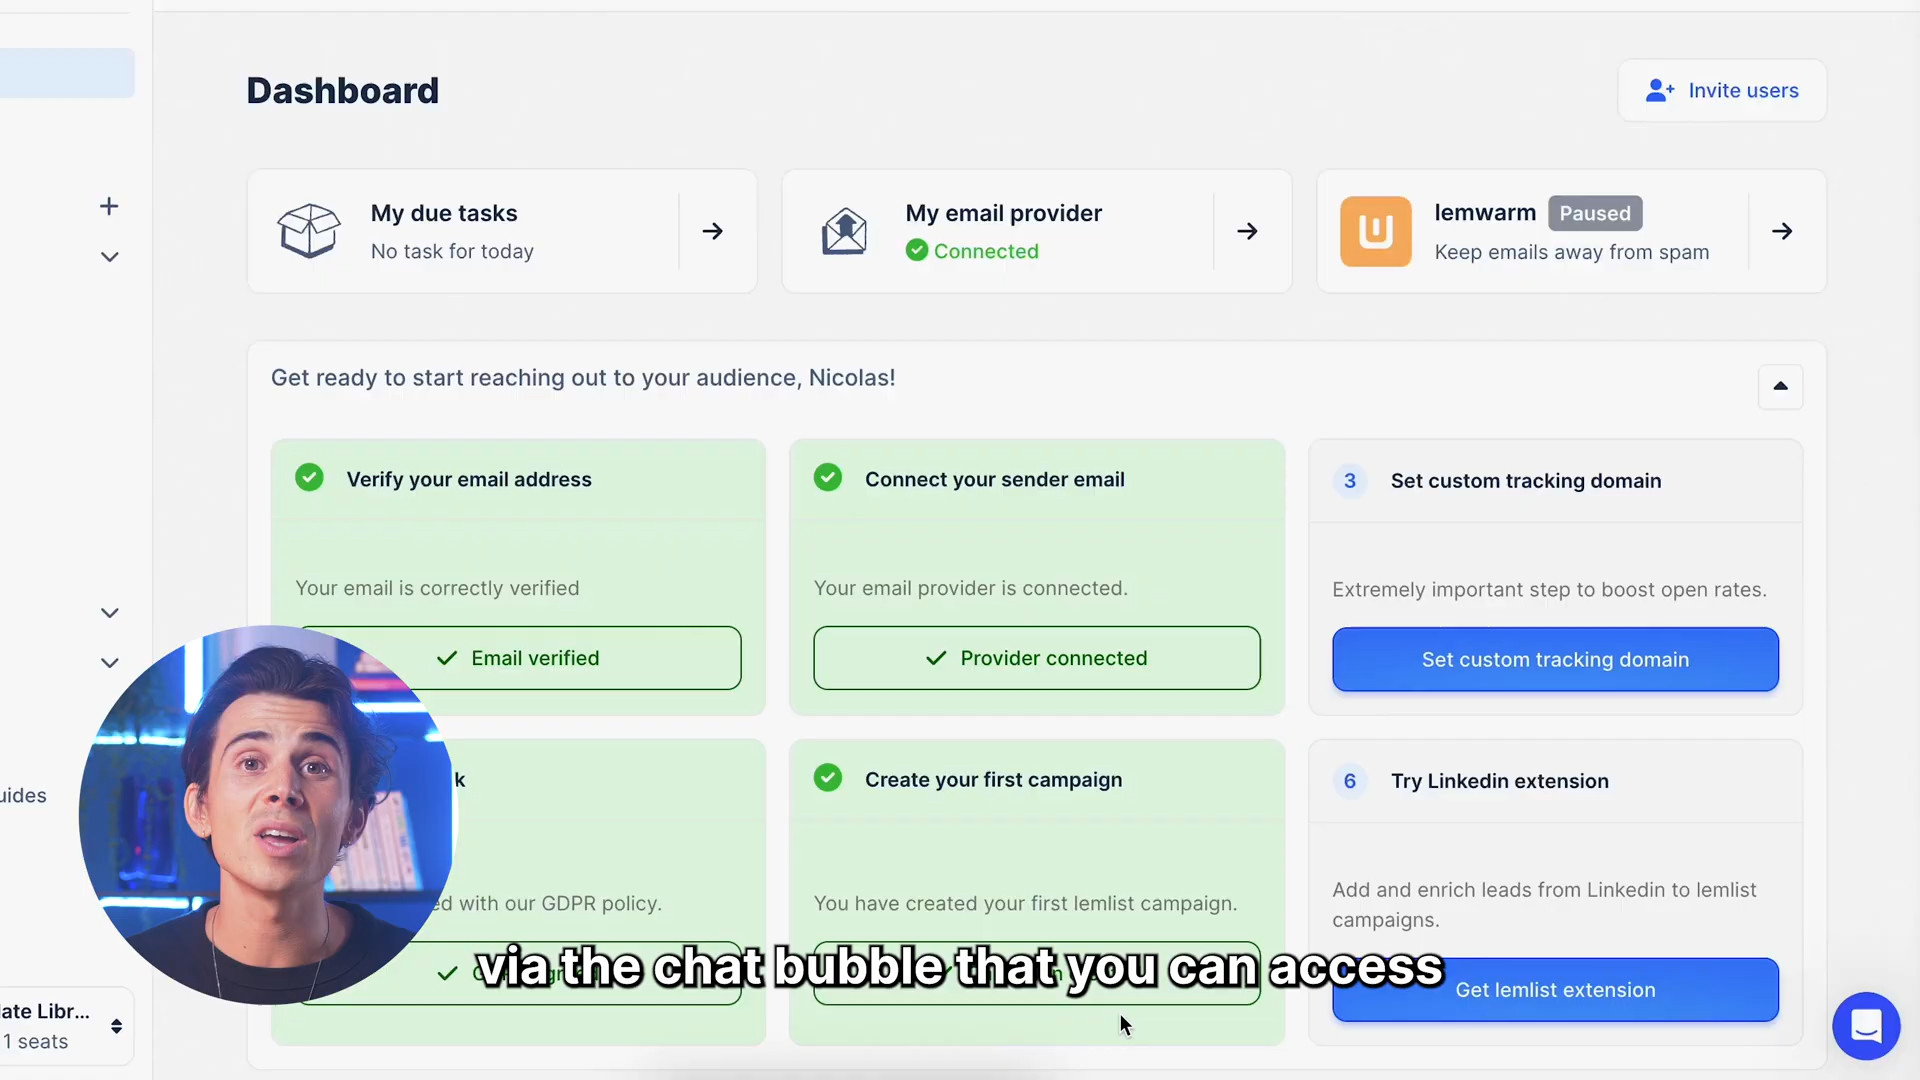 Dashboard
Invite users
My due tasks
No task for today
My email provider
Connected
lemwarm Paused
Keep emails away from spam
Get ready to start reaching out to your audience, Nicolas!
Verify your email address
Your email is correctly verified
Email verified
Connect your sender email
Your email provider is connected.
Provider connected
3 Set custom tracking domain
Extremely important step to boost open rates.
Set custom tracking domain
k
ed with our GDPR policy.
Create your first campaign
You have created your first lemlist campaign.
6 Try Linkedin extension
Add and enrich leads from Linkedin to lemlist
campaigns.
Get lemlist extension
uides
late Libr...
1 seats
via the chat bubble that you can access